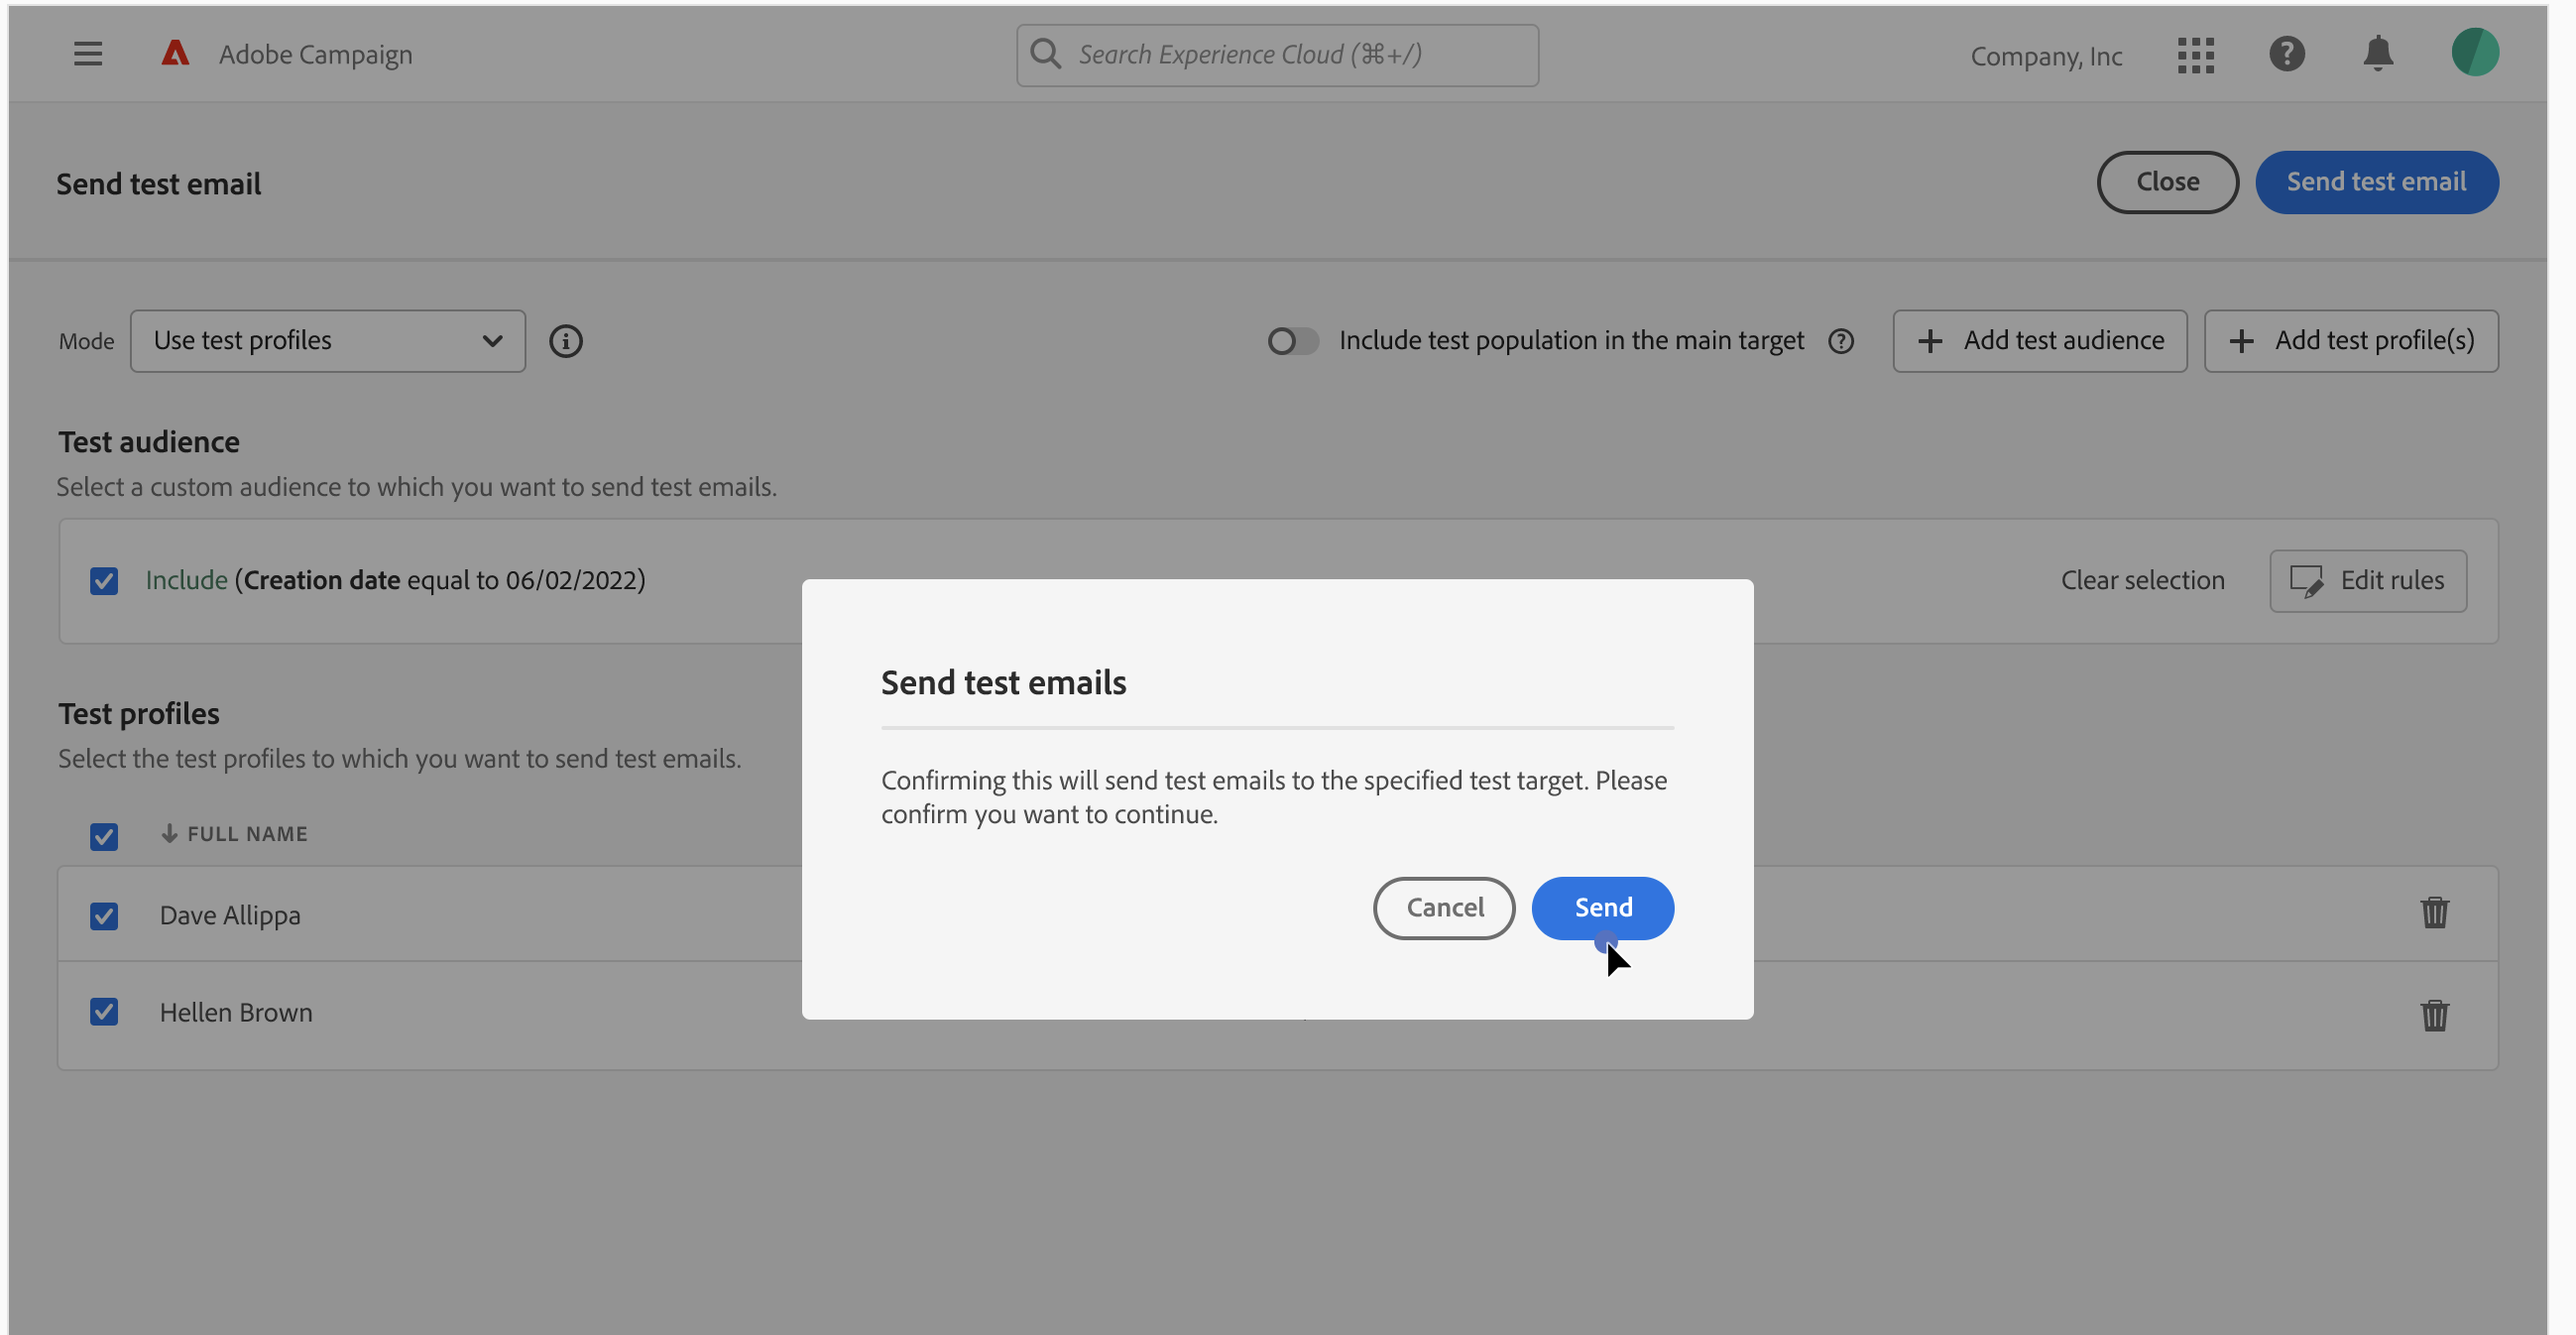 Adobe Campaign
Search Experience Cloud (⌘+/)
Company, Inc
Send test email
Close
Send test email
Mode
Use test profiles
Include test population in the main target
Add test audience
Add test profile(s)
Test audience
Select a custom audience to which you want to send test emails.
Include (Creation date equal to 06/02/2022)
Clear selection
Edit rules
Test profiles
Select the test profiles to which you want to send test emails.
FULL NAME
Dave Allippa
Hellen Brown
Send test emails
Confirming this will send test emails to the specified test target. Please
confirm you want to continue.
Cancel
Send